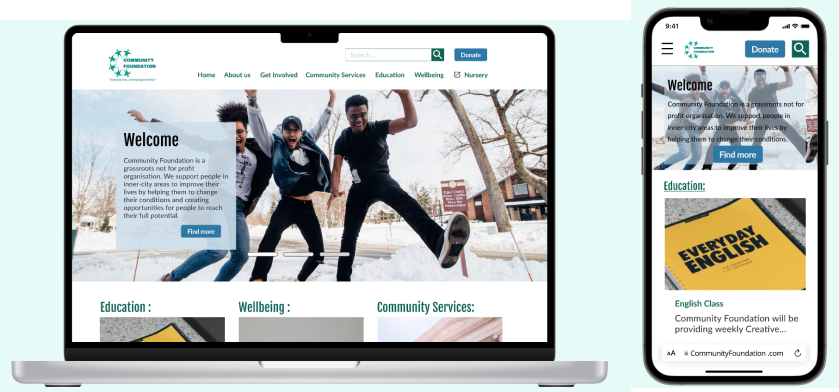 COMMUNITY
FOUNDATION
Search...
Donate
Home About us Get Involved Community Services Education Wellbeing Nursery
Welcome
Community Foundation is a
grassroots not for profit
organisation. We support people in
inner-city areas to improve their
lives by helping them to change
their conditions and creating
opportunities for people to reach
their full potential.
Find more
Education :
Wellbeing :
Community Services:
9:41
COMMUNITY
FOUNDATION
Donate
Welcome
Community Foundation is a grassroots not for
profit organisation. We support people in
inner-city areas to improve their lives by
helping them to change their conditions.
Find more
Education:
EVERYDAY
ENGLISH
English Class
Community Foundation will be
providing weekly Creative...
AA CommunityFoundation .com